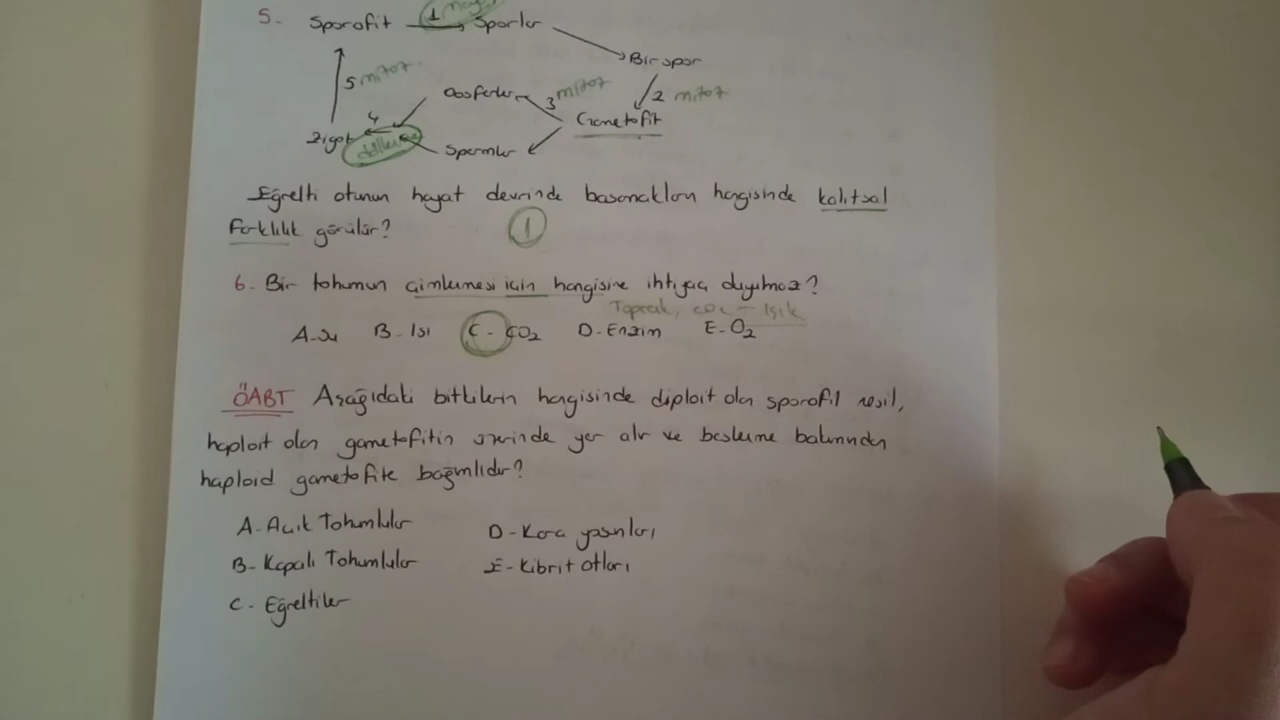 5- Sporofit 1 Sporlar
Bir spor
5 mitoz
Oosferler 3 mitoz
2 mitoz
4
Gametofit
Zigot döllenme
Spermler
Eğrelti otunun hayat devrinde basamakların hangisinde kalıtsal
farklılık görülür? 1
6- Bir tohumun çimlenmesi için hangisine ihtiyaç duyulmaz?
Toprak, CO2 - Işık
A-Su B- Isı C- CO2 D-Enzim E-O2
ÖABT Aşağıdaki bitkilerin hangisinde diploit olan sporofit nesil,
haploit olan gametofitin üzerinde yer alır ve beslenme bakımından
haploid gametofite bağımlıdır?
A-Açık Tohumlular D-Kara yosunları
B-Kapalı Tohumlular E-Kibrit Otları
C- Eğreltiler